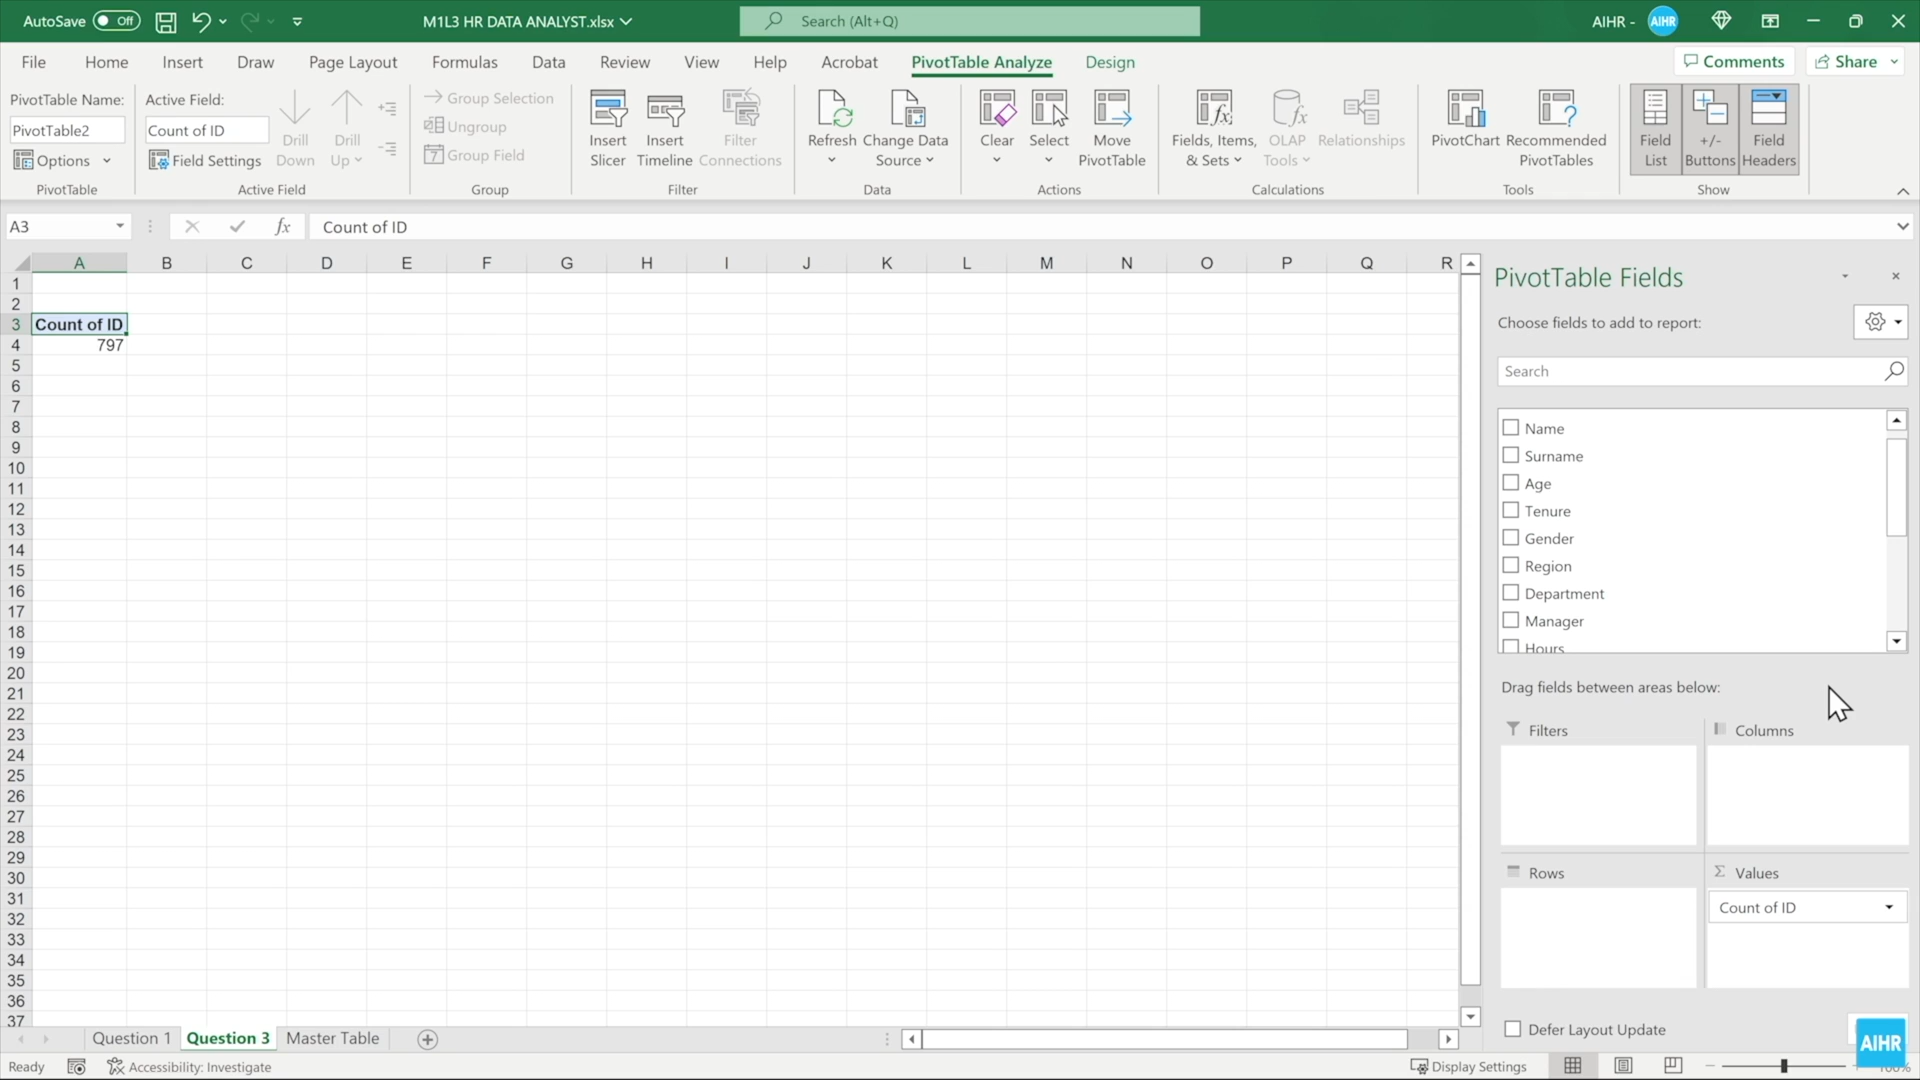 AutoSave Off M1L3 HR DATA ANALYST.xlsx Search (Alt+Q) AIHR - AIHR
File Home Insert Draw Page Layout Formulas Data Review View Help Acrobat PivotTable Analyze Design Comments Share
PivotTable Name:
PivotTable2
Options
PivotTable
Active Field:
Count of ID
Field Settings
Drill Down
Drill Up
Active Field
Group Selection
Ungroup
Group Field
Group
Insert Slicer
Insert Timeline
Filter Connections
Filter
Refresh
Change Data Source
Data
Clear
Select
Move PivotTable
Actions
Fields, Items, & Sets
OLAP Tools
Relationships
Calculations
PivotChart
Recommended PivotTables
Tools
Field List
+/- Buttons
Field Headers
Show
A3 fx Count of ID
A B C D E F G H I J K L M N O P Q R
1
2
3 Count of ID
4 797
5
6
7
8
9
10
11
12
13
14
15
16
17
18
19
20
21
22
23
24
25
26
27
28
29
30
31
32
33
34
35
36
37
PivotTable Fields
Choose fields to add to report:
Search
Name
Surname
Age
Tenure
Gender
Region
Department
Manager
Hours
Drag fields between areas below:
Filters
Columns
Rows
Σ Values
Count of ID
Defer Layout Update
AIHR
Question 1 Question 3 Master Table
Ready Accessibility: Investigate Display Settings 100%